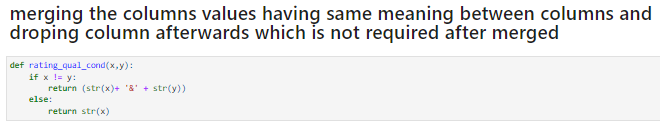 merging the columns values having same meaning between columns and
droping column afterwards which is not required after merged
def rating_qual_cond(x,y):
    if x != y:
        return (str(x)+ '&' + str(y))
    else:
        return str(x)